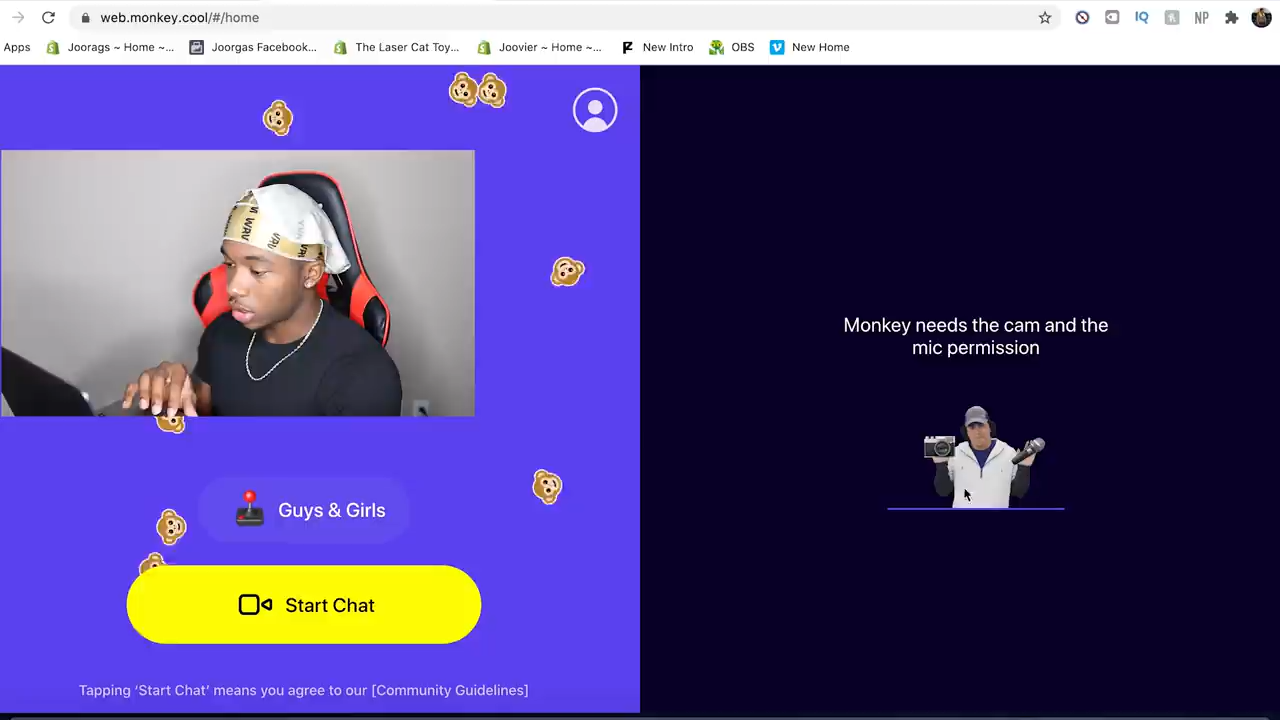 web.monkey.cool/#/home
IQ
NP
Apps
Joorags ~ Home ~...
Joorgas Facebook...
The Laser Cat Toy...
Joovier ~ Home ~...
New Intro
OBS
New Home
Monkey needs the cam and the
mic permission
Guys & Girls
Start Chat
Tapping ‘Start Chat’ means you agree to our [Community Guidelines]